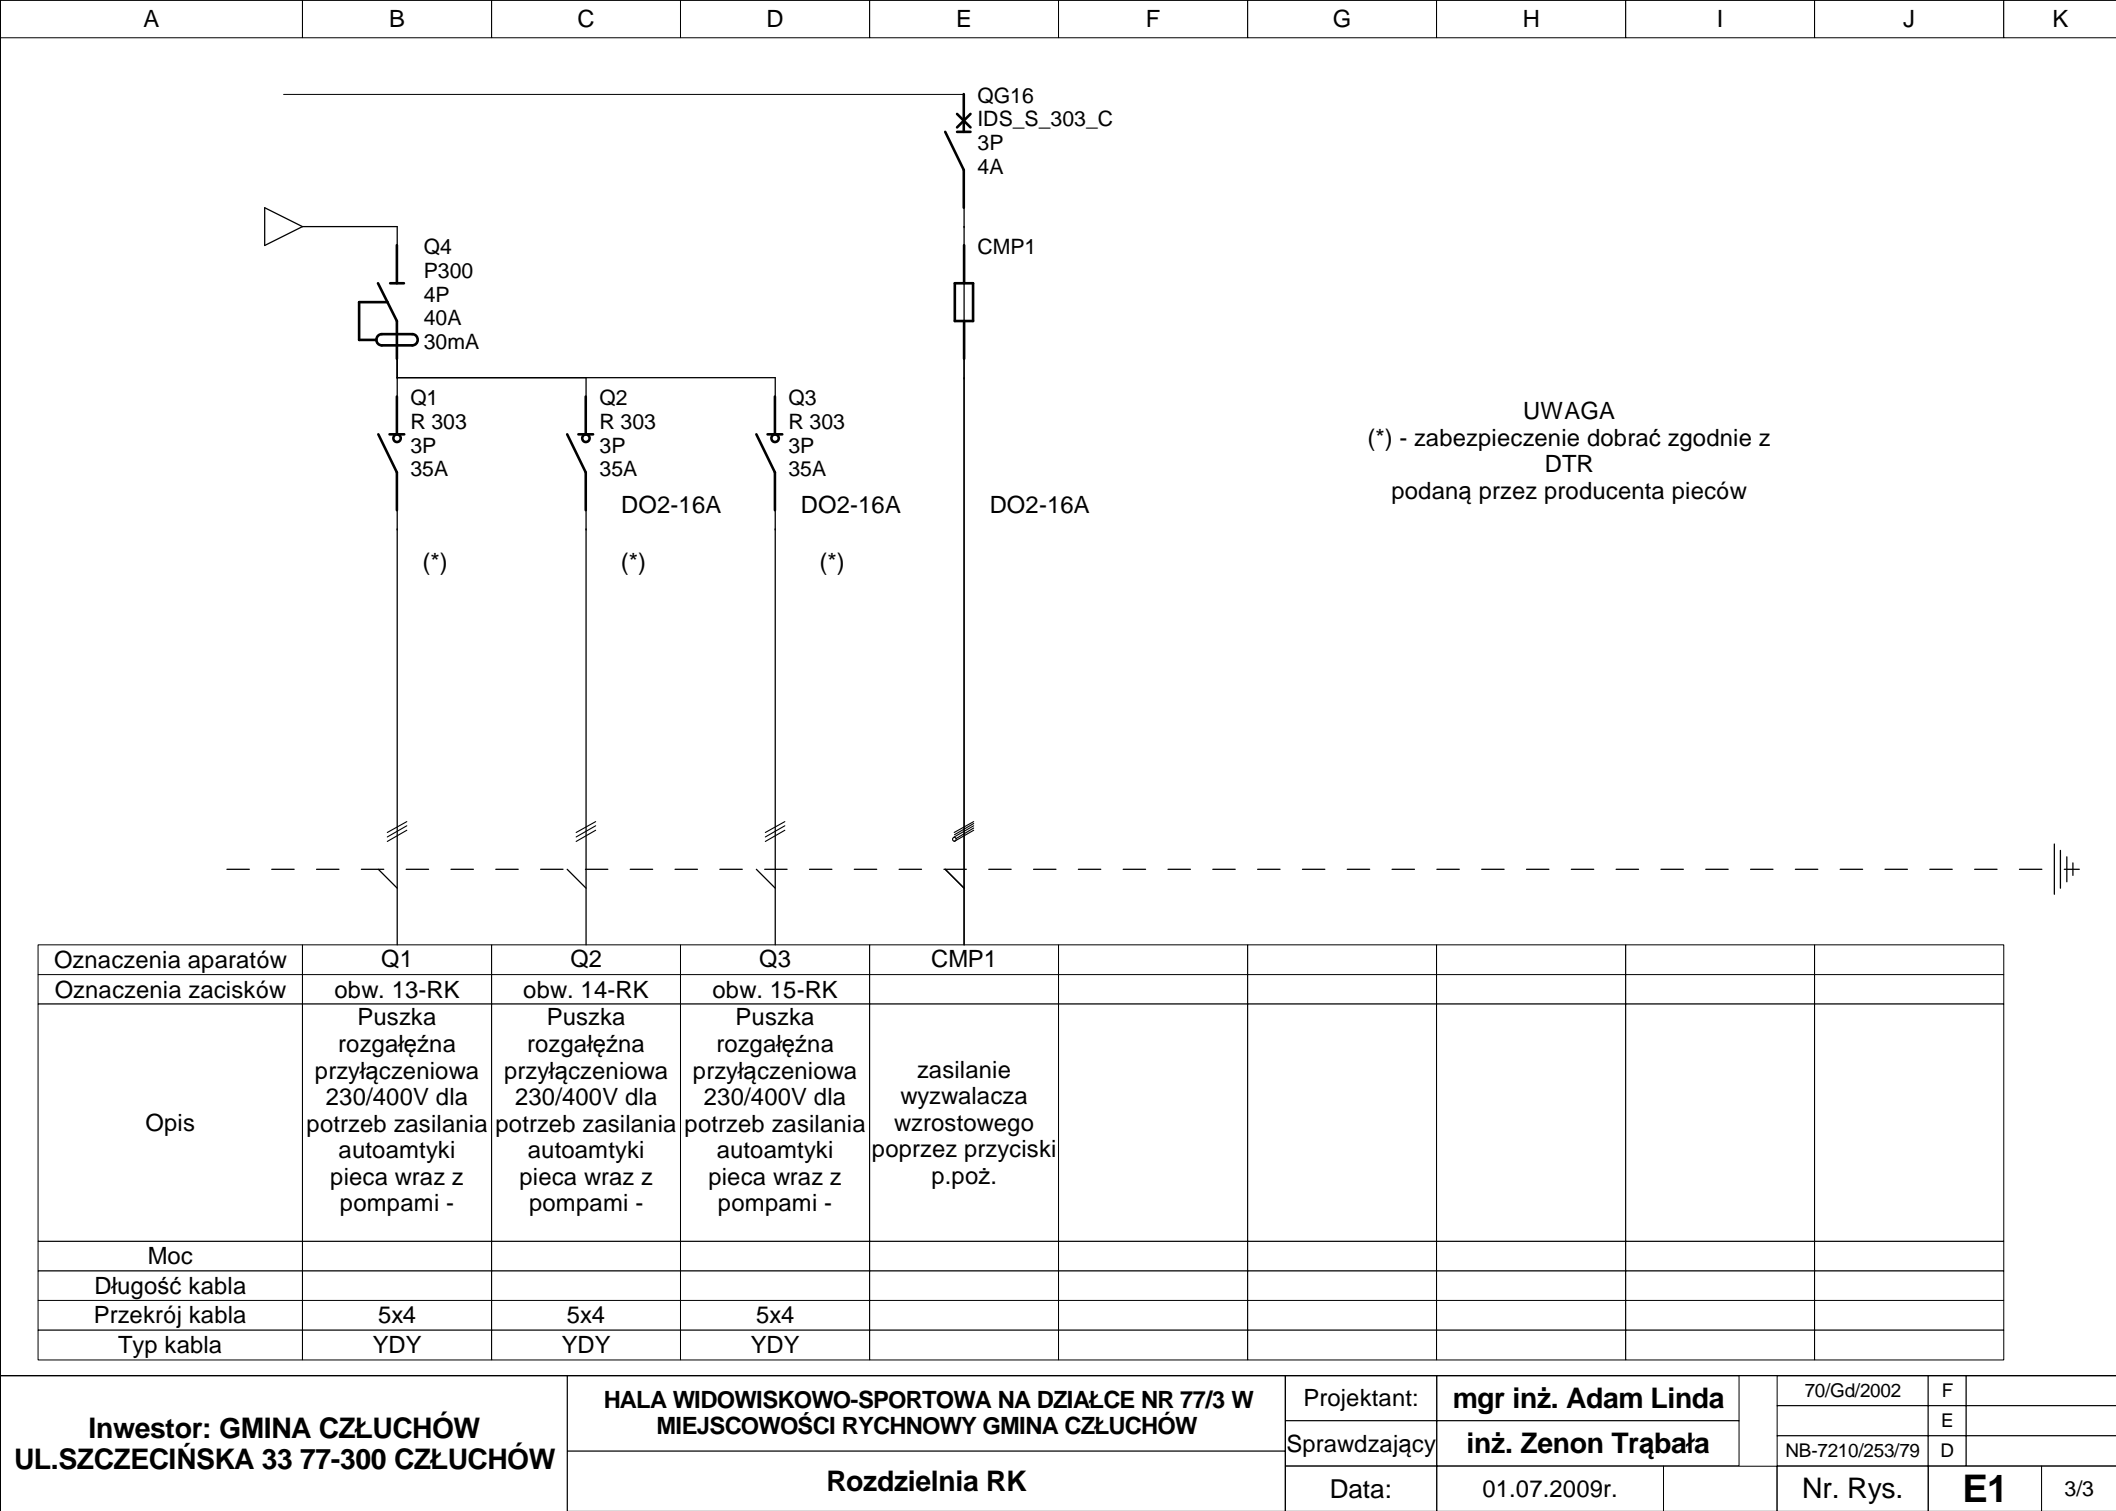 A B C D E F G H I J K
QG16
IDS_S_303_C
3P
4A
Q4
P300
4P
40A
30mA
CMP1
Q1
R 303
3P
35A
Q2
R 303
3P
35A
Q3
R 303
3P
35A
DO2-16A DO2-16A DO2-16A
(*) (*) (*)
UWAGA
(*) - zabezpieczenie dobrać zgodnie z
DTR
podaną przez producenta pieców
Oznaczenia aparatów Q1 Q2 Q3 CMP1
Oznaczenia zacisków obw. 13-RK obw. 14-RK obw. 15-RK
Opis
Puszka
rozgałęźna
przyłączeniowa
230/400V dla
potrzeb zasilania
autoamtyki
pieca wraz z
pompami -
Puszka
rozgałęźna
przyłączeniowa
230/400V dla
potrzeb zasilania
autoamtyki
pieca wraz z
pompami -
Puszka
rozgałęźna
przyłączeniowa
230/400V dla
potrzeb zasilania
autoamtyki
pieca wraz z
pompami -
zasilanie
wyzwalacza
wzrostowego
poprzez przyciski
p.poż.
Moc
Długość kabla
Przekrój kabla 5x4 5x4 5x4
Typ kabla YDY YDY YDY
Inwestor: GMINA CZŁUCHÓW
UL.SZCZECIŃSKA 33 77-300 CZŁUCHÓW
HALA WIDOWISKOWO-SPORTOWA NA DZIAŁCE NR 77/3 W
MIEJSCOWOŚCI RYCHNOWY GMINA CZŁUCHÓW
Rozdzielnia RK
Projektant: mgr inż. Adam Linda 70/Gd/2002 F
E
Sprawdzający inż. Zenon Trąbała NB-7210/253/79 D
Data: 01.07.2009r. Nr. Rys. E1 3/3